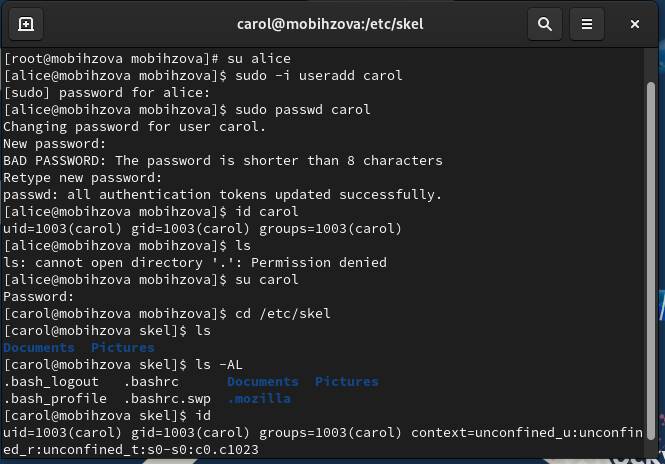 carol@mobihzova:/etc/skel
[root@mobihzova mobihzova]# su alice
[alice@mobihzova mobihzova]$ sudo -i useradd carol
[sudo] password for alice:
[alice@mobihzova mobihzova]$ sudo passwd carol
Changing password for user carol.
New password:
BAD PASSWORD: The password is shorter than 8 characters
Retype new password:
passwd: all authentication tokens updated successfully.
[alice@mobihzova mobihzova]$ id carol
uid=1003(carol) gid=1003(carol) groups=1003(carol)
[alice@mobihzova mobihzova]$ ls
ls: cannot open directory '.': Permission denied
[alice@mobihzova mobihzova]$ su carol
Password:
[carol@mobihzova mobihzova]$ cd /etc/skel
[carol@mobihzova skel]$ ls
Documents  Pictures
[carol@mobihzova skel]$ ls -AL
.bash_logout   .bashrc      Documents  Pictures
.bash_profile  .bashrc.swp  .mozilla
[carol@mobihzova skel]$ id
uid=1003(carol) gid=1003(carol) groups=1003(carol) context=unconfined_u:unconfin
ed_r:unconfined_t:s0-s0:c0.c1023